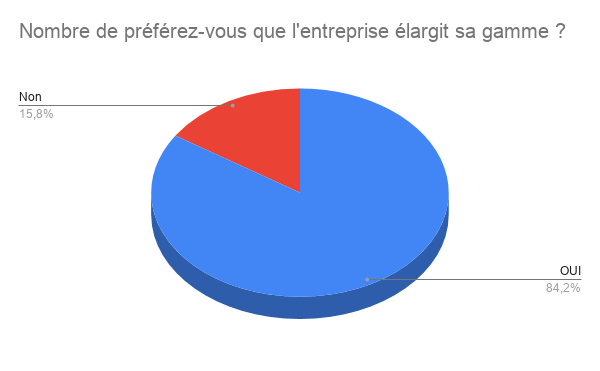 Nombre de préférez-vous que l'entreprise élargit sa gamme ?
Non
15,8%
OUI
84,2%